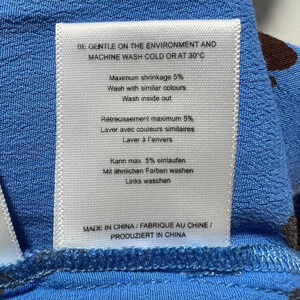 BE GENTLE ON THE ENVIRONMENT AND
MACHINE WASH COLD OR AT 30°C
Maximum shrinkage 5%
Wash with similar colours
Wash inside out
Rétrécissement maximum 5%
Laver avec couleurs similaires
Laver à l'envers
Kann max. 5% einlaufen
Mit ähnlichen Farben waschen
Links waschen
MADE IN CHINA / FABRIQUE AU CHINE /
PRODUZIERT IN CHINA